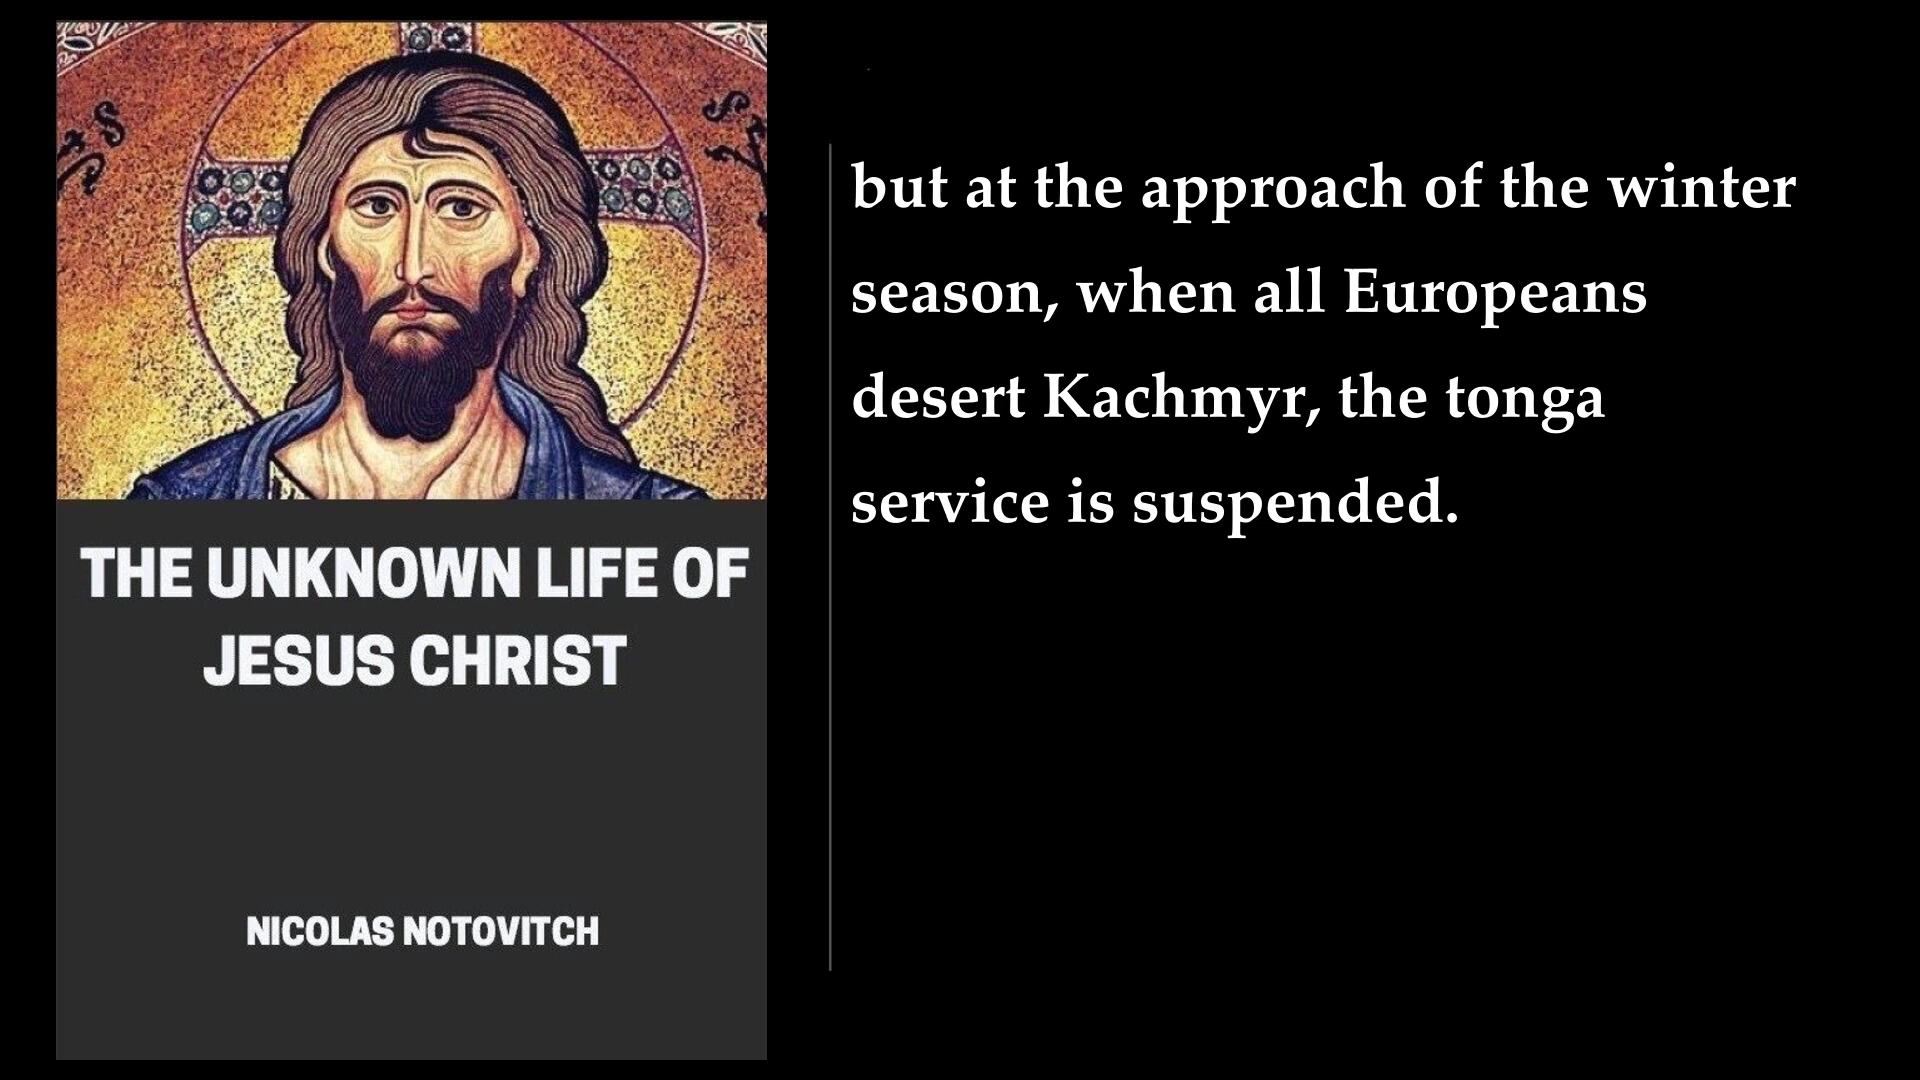 THE UNKNOWN LIFE OF
JESUS CHRIST
NICOLAS NOTOVITCH
but at the approach of the winter
season, when all Europeans
desert Kachmyr, the tonga
service is suspended.